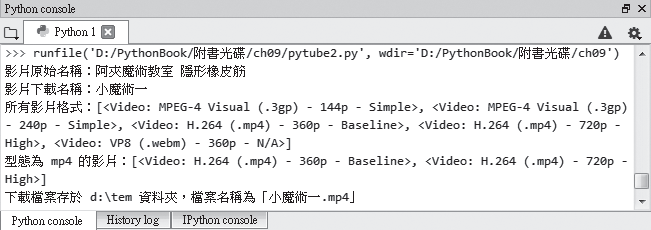 Python console
Python 1
>>> runfile('D:/PythonBook/附書光碟/ch09/pytube2.py', wdir='D:/PythonBook/附書光碟/ch09')
影片原始名稱：阿夾魔術教室 隱形橡皮筋
影片下載名稱：小魔術一
所有影片格式：[<Video: MPEG-4 Visual (.3gp) - 144p - Simple>, <Video: MPEG-4 Visual (.3gp)
- 240p - Simple>, <Video: H.264 (.mp4) - 360p - Baseline>, <Video: H.264 (.mp4) - 720p -
High>, <Video: VP8 (.webm) - 360p - N/A>]
型態為 mp4 的影片：[<Video: H.264 (.mp4) - 360p - Baseline>, <Video: H.264 (.mp4) - 720p -
High>]
下載檔案存於 d:\tem 資料夾，檔案名稱為「小魔術一.mp4」
Python console History log IPython console